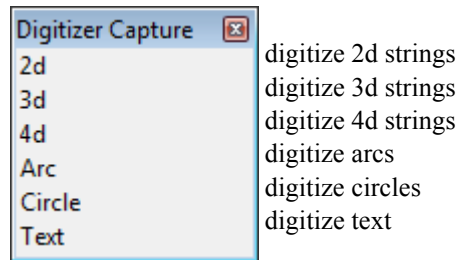 Digitizer Capture
2d digitize 2d strings
3d digitize 3d strings
4d digitize 4d strings
Arc digitize arcs
Circle digitize circles
Text digitize text